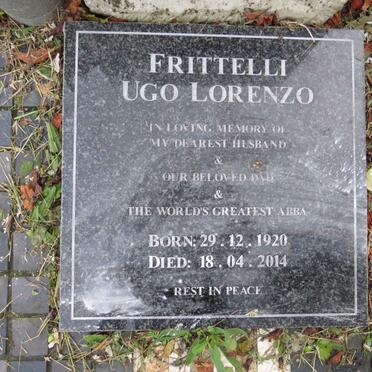 FRITTELLI
UGO LORENZO
IN LOVING MEMORY OF
MY DEAREST HUSBAND
&
OUR BELOVED DAD
&
THE WORLD'S GREATEST ABBA
BORN: 29 . 12 . 1920
DIED: 18 . 04 . 2014
REST IN PEACE